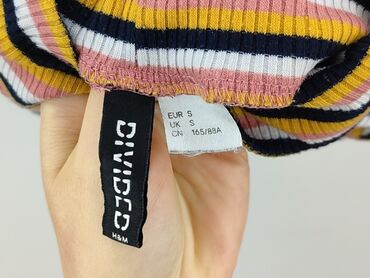 DIVIDED
H&M
EUR S
UK S
CN 165/88A